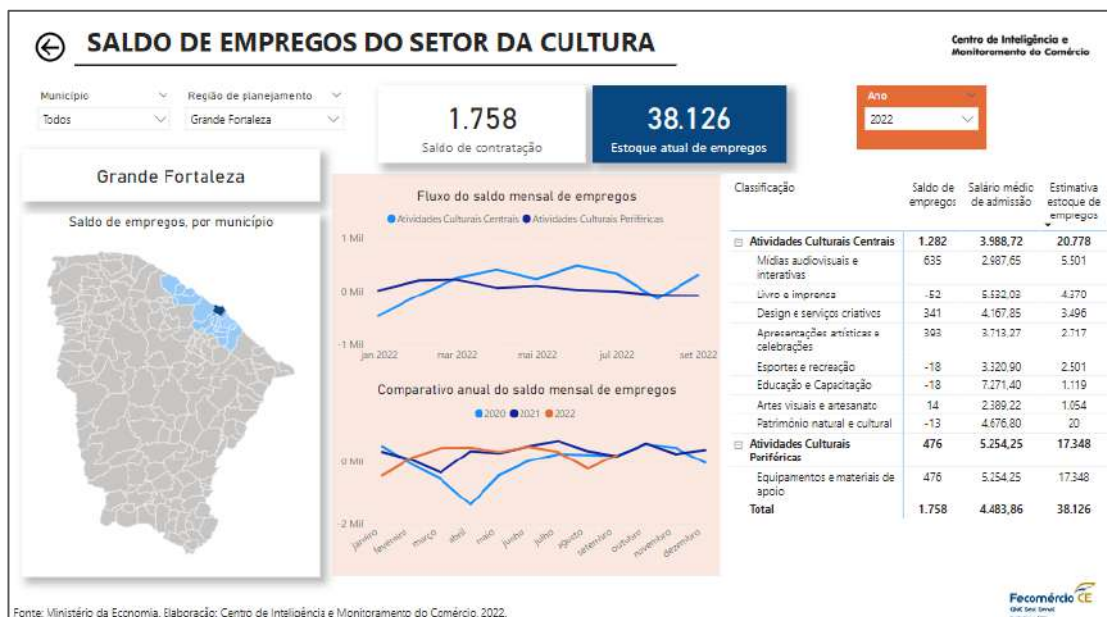 SALDO DE EMPREGOS DO SETOR DA CULTURA
Centro de Inteligência e
Monitoramento do Comércio
Município
Todos
Região de planejamento
Grande Fortaleza
1.758
Saldo de contratação
38.126
Estoque atual de empregos
Ano
2022
Grande Fortaleza
Saldo de empregos, por município
Fluxo do saldo mensal de empregos
Atividades Culturais Centrais Atividades Culturais Periféricas
1 Mil
0 Mil
-1 Mil
jan 2022 mar 2022 mai 2022 jul 2022 set 2022
Comparativo anual do saldo mensal de empregos
2020 2021 2022
0 Mil
-2 Mil
janeiro fevereiro março abril maio junho julho agosto setembro outubro novembro dezembro
Classificação Saldo de empregos Salário médio de admissão Estimativa estoque de empregos
Atividades Culturais Centrais 1.282 3.988,72 20.778
Mídias audiovisuais e interativas 635 2.987,65 5.501
Livro e imprensa -52 5.532,03 4.370
Design e serviços criativos 341 4.167,85 3.496
Apresentações artísticas e celebrações 393 3.713,27 2.717
Esportes e recreação -18 3.320,90 2.501
Educação e Capacitação -18 7.271,40 1.119
Artes visuais e artesanato 14 2.389,22 1.054
Patrimônio natural e cultural -13 4.676,80 20
Atividades Culturais Periféricas 476 5.254,25 17.348
Equipamentos e materiais de apoio 476 5.254,25 17.348
Total 1.758 4.483,86 38.126
Fonte: Ministério da Economia. Elaboração: Centro de Inteligência e Monitoramento do Comércio, 2022.
Fecomércio CE
CNC Sesc Senac